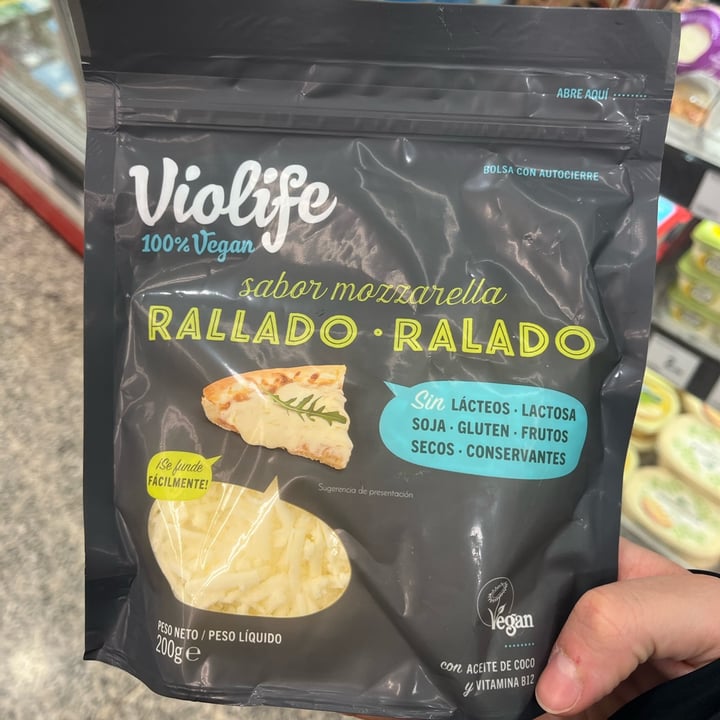 ABRE AQUÍ
BOLSA CON AUTOCIERRE
Violife
100% Vegan
sabor mozzarella
RALLADO · RALADO
Sin LÁCTEOS · LACTOSA
SOJA · GLUTEN · FRUTOS
SECOS · CONSERVANTES
¡Se funde
FÁCILMENTE!
Sugerencia de presentación
PESO NETO / PESO LÍQUIDO
200g e
Vegan
con ACEITE DE COCO
y VITAMINA B12